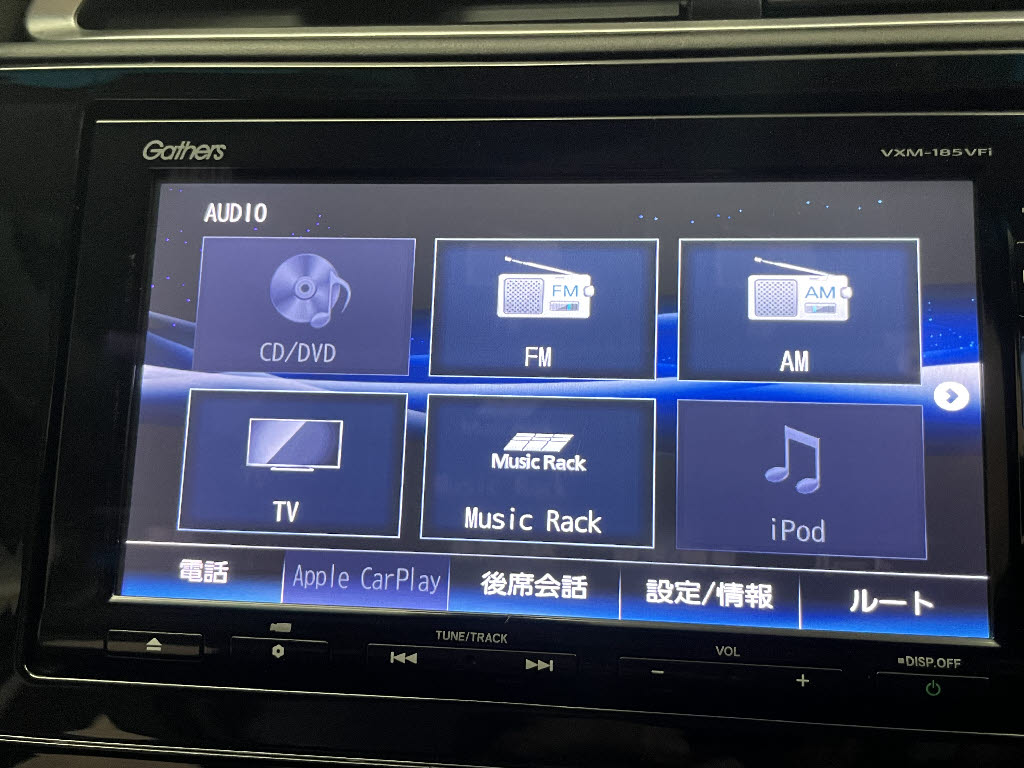 Gathers
VXM-185VFi
AUDIO
CD/DVD
FM
FM
AM
AM
TV
Music Rack
Music Rack
iPod
電話
Apple CarPlay
後席会話
設定/情報
ルート
TUNE/TRACK
VOL
DISP.OFF